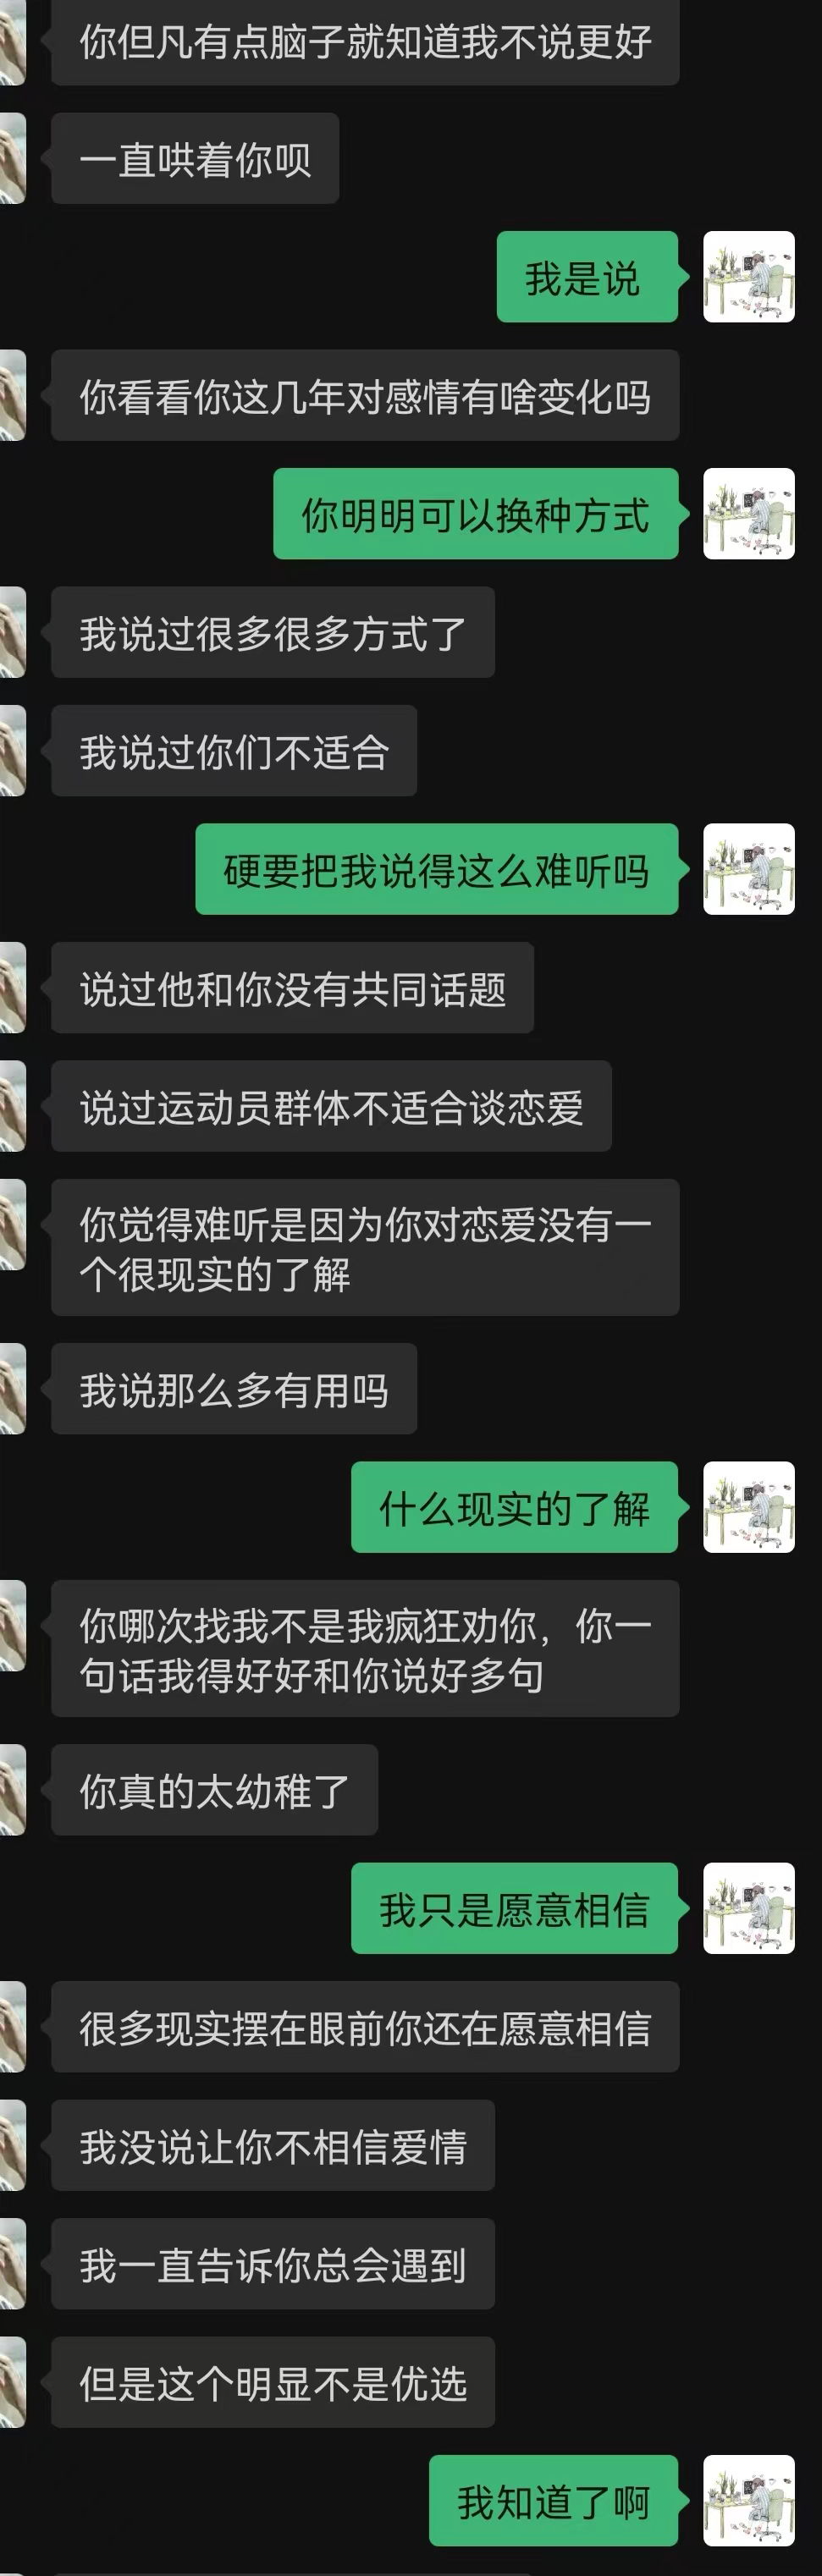 你但凡有点脑子就知道我不说更好
一直哄着你呗
我是说
你看看你这几年对感情有啥变化吗
你明明可以换种方式
我说过很多很多方式了
我说过你们不适合
硬要把我说得这么难听吗
说过他和你没有共同话题
说过运动员群体不适合谈恋爱
你觉得难听是因为你对恋爱没有一
个很现实的了解
我说那么多有用吗
什么现实的了解
你哪次找我不是我疯狂劝你，你一
句话我得好好和你说好多句
你真的太幼稚了
我只是愿意相信
很多现实摆在眼前你还在愿意相信
我没说让你不相信爱情
我一直告诉你总会遇到
但是这个明显不是优选
我知道了啊